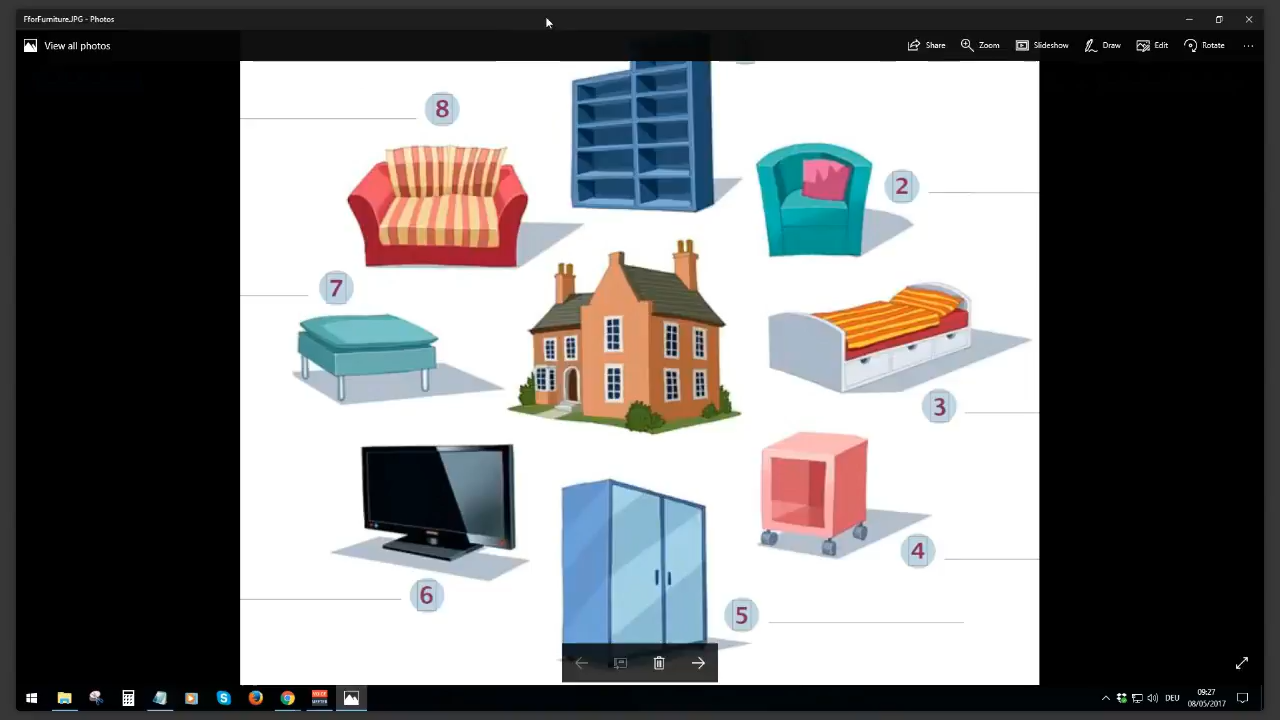 FforFurniture.JPG - Photos
View all photos
Share
Zoom
Slideshow
Draw
Edit
Rotate
8
2
7
3
4
6
5
DEU
09:27
08/05/2017